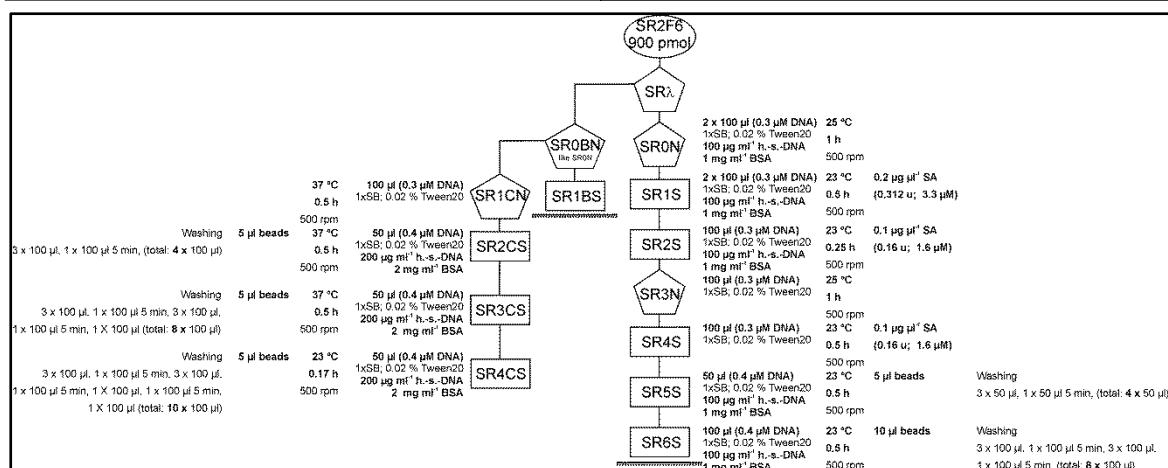 SR2F6
900 pmol
SRλ
SR0BN
like SR0N
SR0N
2 x 100 µl (0.3 µM DNA) 25 °C
1xSB; 0.02 % Tween20 1 h
100 µg ml⁻¹ h.-s.-DNA
1 mg ml⁻¹ BSA 500 rpm
SR1CN
37 °C 100 µl (0.3 µM DNA)
0.5 h 1xSB; 0.02 % Tween20
500 rpm
SR1BS
SR1S
2 x 100 µl (0.3 µM DNA) 23 °C 0.2 µg µl⁻¹ SA
1xSB; 0.02 % Tween20 0.5 h (0.312 u; 3.3 µM)
100 µg ml⁻¹ h.-s.-DNA
1 mg ml⁻¹ BSA 500 rpm
SR2CS
Washing 5 µl beads 37 °C 50 µl (0.4 µM DNA)
3 x 100 µl, 1 x 100 µl 5 min, (total: 4 x 100 µl) 0.5 h 1xSB; 0.02 % Tween20
200 µg ml⁻¹ h.-s.-DNA
500 rpm 2 mg ml⁻¹ BSA
SR2S
100 µl (0.3 µM DNA) 23 °C 0.1 µg µl⁻¹ SA
1xSB; 0.02 % Tween20 0.25 h (0.16 u; 1.6 µM)
100 µg ml⁻¹ h.-s.-DNA
1 mg ml⁻¹ BSA 500 rpm
SR3N
100 µl (0.3 µM DNA) 25 °C
1xSB; 0.02 % Tween20 1 h
500 rpm
SR3CS
Washing 5 µl beads 37 °C 50 µl (0.4 µM DNA)
3 x 100 µl, 1 x 100 µl 5 min, 3 x 100 µl, 0.5 h 1xSB; 0.02 % Tween20
200 µg ml⁻¹ h.-s.-DNA
1 x 100 µl 5 min, 1 X 100 µl (total: 8 x 100 µl) 500 rpm 2 mg ml⁻¹ BSA
SR4S
100 µl (0.3 µM DNA) 23 °C 0.1 µg µl⁻¹ SA
1xSB; 0.02 % Tween20 0.5 h (0.16 u; 1.6 µM)
500 rpm
SR4CS
Washing 5 µl beads 23 °C 50 µl (0.4 µM DNA)
3 x 100 µl, 1 x 100 µl 5 min, 3 x 100 µl, 0.17 h 1xSB; 0.02 % Tween20
200 µg ml⁻¹ h.-s.-DNA
1 x 100 µl 5 min, 1 X 100 µl, 1 x 100 µl 5 min, 500 rpm 2 mg ml⁻¹ BSA
1 X 100 µl (total: 10 x 100 µl)
SR5S
50 µl (0.4 µM DNA) 23 °C 5 µl beads Washing
1xSB; 0.02 % Tween20 0.5 h 3 x 50 µl, 1 x 50 µl 5 min, (total: 4 x 50 µl)
100 µg ml⁻¹ h.-s.-DNA
1 mg ml⁻¹ BSA 500 rpm
SR6S
100 µl (0.4 µM DNA) 23 °C 10 µl beads Washing
1xSB; 0.02 % Tween20 0.5 h 3 x 100 µl, 1 x 100 µl 5 min, 3 x 100 µl,
100 µg ml⁻¹ h.-s.-DNA
1 mg ml⁻¹ BSA 500 rpm 1 x 100 µl 5 min (total: 8 x 100 µl)